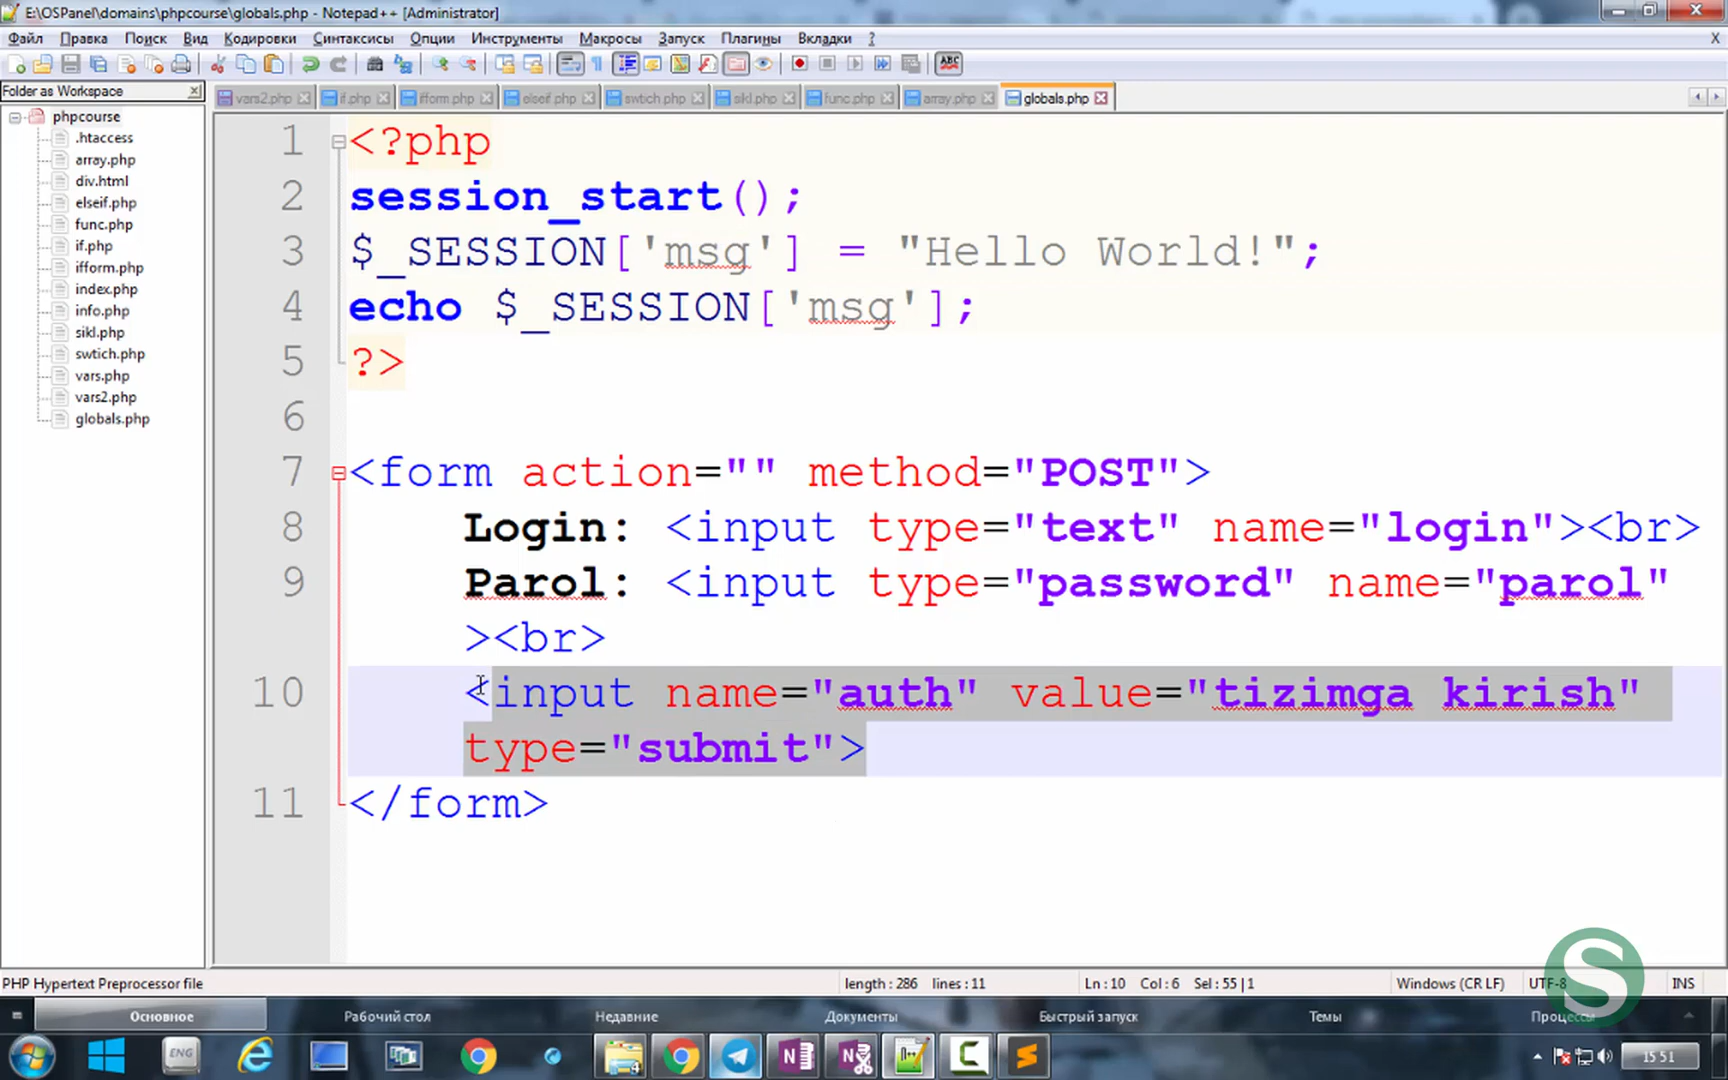 E:\OSPanel\domains\phpcourse\globals.php - Notepad++ [Administrator]
Файл Правка Поиск Вид Кодировки Синтаксисы Опции Инструменты Макросы Запуск Плагины Вкладки ?
X
ABC
Folder as Workspace
vars2.php if.php ifform.php elseif.php swtich.php sikl.php func.php array.php globals.php
phpcourse
.htaccess
array.php
div.html
elseif.php
func.php
if.php
ifform.php
index.php
info.php
sikl.php
swtich.php
vars.php
vars2.php
globals.php
1 <?php
2 session_start();
3 $_SESSION['msg'] = "Hello World!";
4 echo $_SESSION['msg'];
5 ?>
6
7 <form action="" method="POST">
8 Login: <input type="text" name="login"><br>
9 Parol: <input type="password" name="parol"
><br>
10 <input name="auth" value="tizimga kirish"
type="submit">
11 </form>
S
PHP Hypertext Preprocessor file length : 286 lines : 11 Ln : 10 Col : 6 Sel : 55 | 1 Windows (CR LF) UTF-8 INS
Основное Рабочий стол Недавние Документы Быстрый запуск Темы Процессы
ENG
15 51